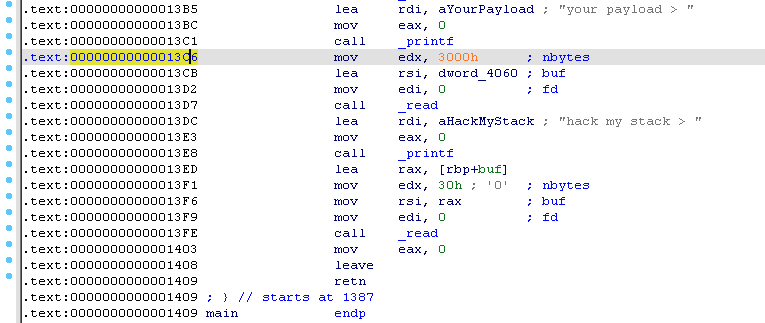 .text:00000000000013B5 lea rdi, aYourPayload ; "your payload > "
.text:00000000000013BC mov eax, 0
.text:00000000000013C1 call _printf
.text:00000000000013C6 mov edx, 3000h ; nbytes
.text:00000000000013CB lea rsi, dword_4060 ; buf
.text:00000000000013D2 mov edi, 0 ; fd
.text:00000000000013D7 call _read
.text:00000000000013DC lea rdi, aHackMyStack ; "hack my stack > "
.text:00000000000013E3 mov eax, 0
.text:00000000000013E8 call _printf
.text:00000000000013ED lea rax, [rbp+buf]
.text:00000000000013F1 mov edx, 30h ; '0' ; nbytes
.text:00000000000013F6 mov rsi, rax ; buf
.text:00000000000013F9 mov edi, 0 ; fd
.text:00000000000013FE call _read
.text:0000000000001403 mov eax, 0
.text:0000000000001408 leave
.text:0000000000001409 retn
.text:0000000000001409 ; } // starts at 1387
.text:0000000000001409 main endp